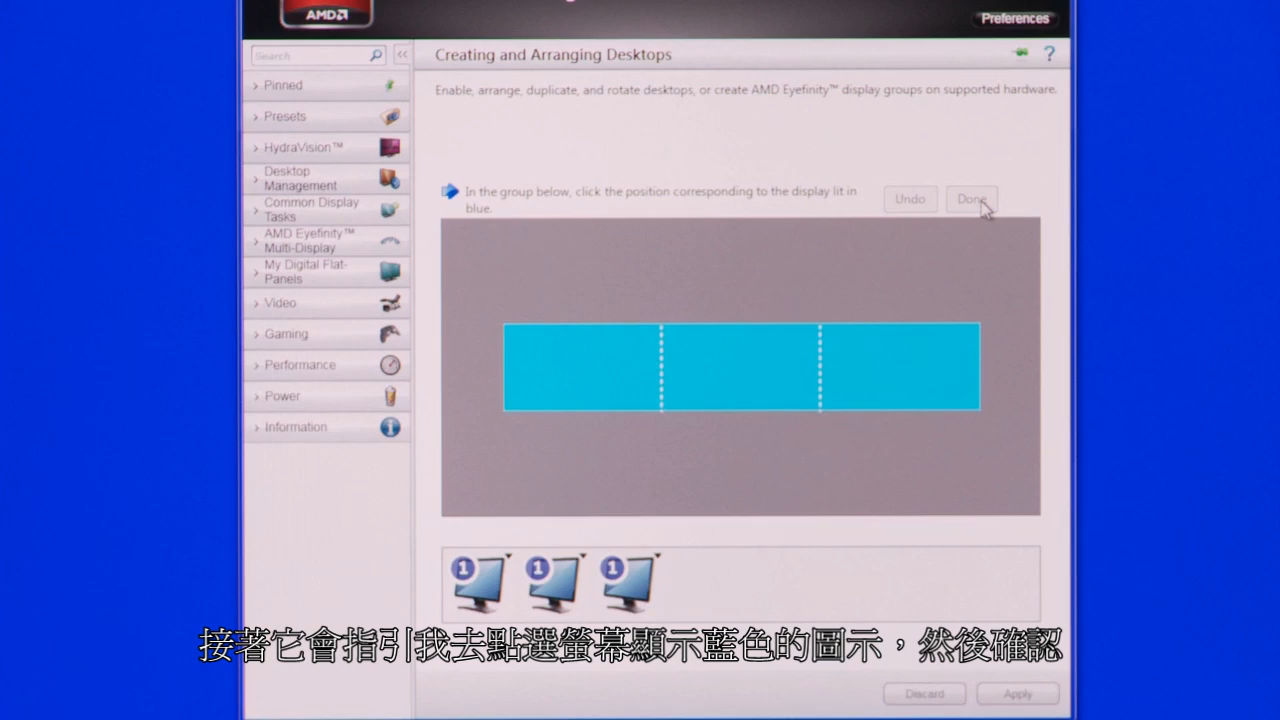 AMD
Preferences
Search
Creating and Arranging Desktops
Pinned
Enable, arrange, duplicate, and rotate desktops, or create AMD Eyefinity™ display groups on supported hardware.
Presets
HydraVision™
Desktop
Management
In the group below, click the position corresponding to the display lit in
blue.
Undo
Done
Common Display
Tasks
AMD Eyefinity™
Multi-Display
My Digital Flat-
Panels
Video
Gaming
Performance
Power
Information
1
1
1
接著它會指引我去點選螢幕顯示藍色的圖示，然後確認
Discard
Apply